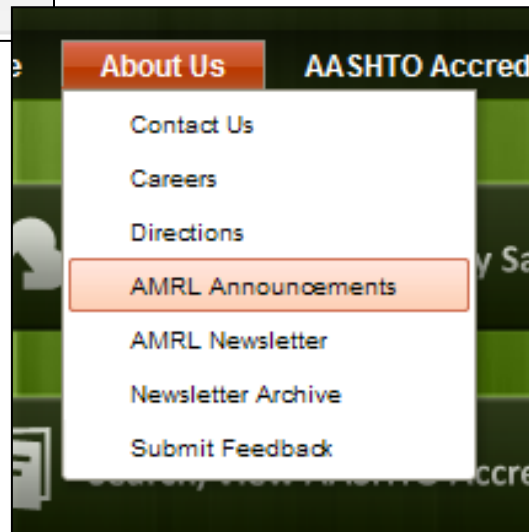 About Us AASHTO Accred
Contact Us
Careers
Directions
AMRL Announcements
AMRL Newsletter
Newsletter Archive
Submit Feedback